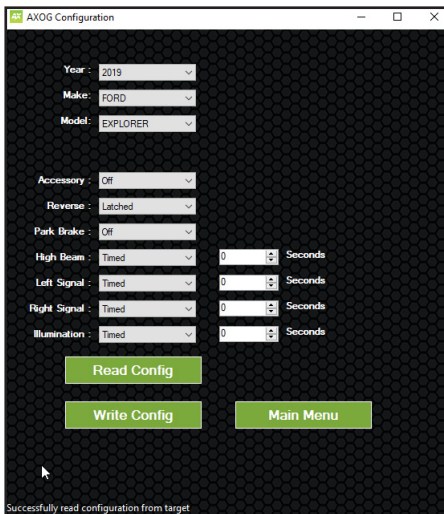 AX AXOG Configuration
Year : 2019
Make: FORD
Model: EXPLORER
Accessory : Off
Reverse : Latched
Park Brake : Off
High Beam : Timed 0 Seconds
Left Signal : Timed 0 Seconds
Right Signal : Timed 0 Seconds
Illumination : Timed 0 Seconds
Read Config
Write Config Main Menu
Successfully read configuration from target